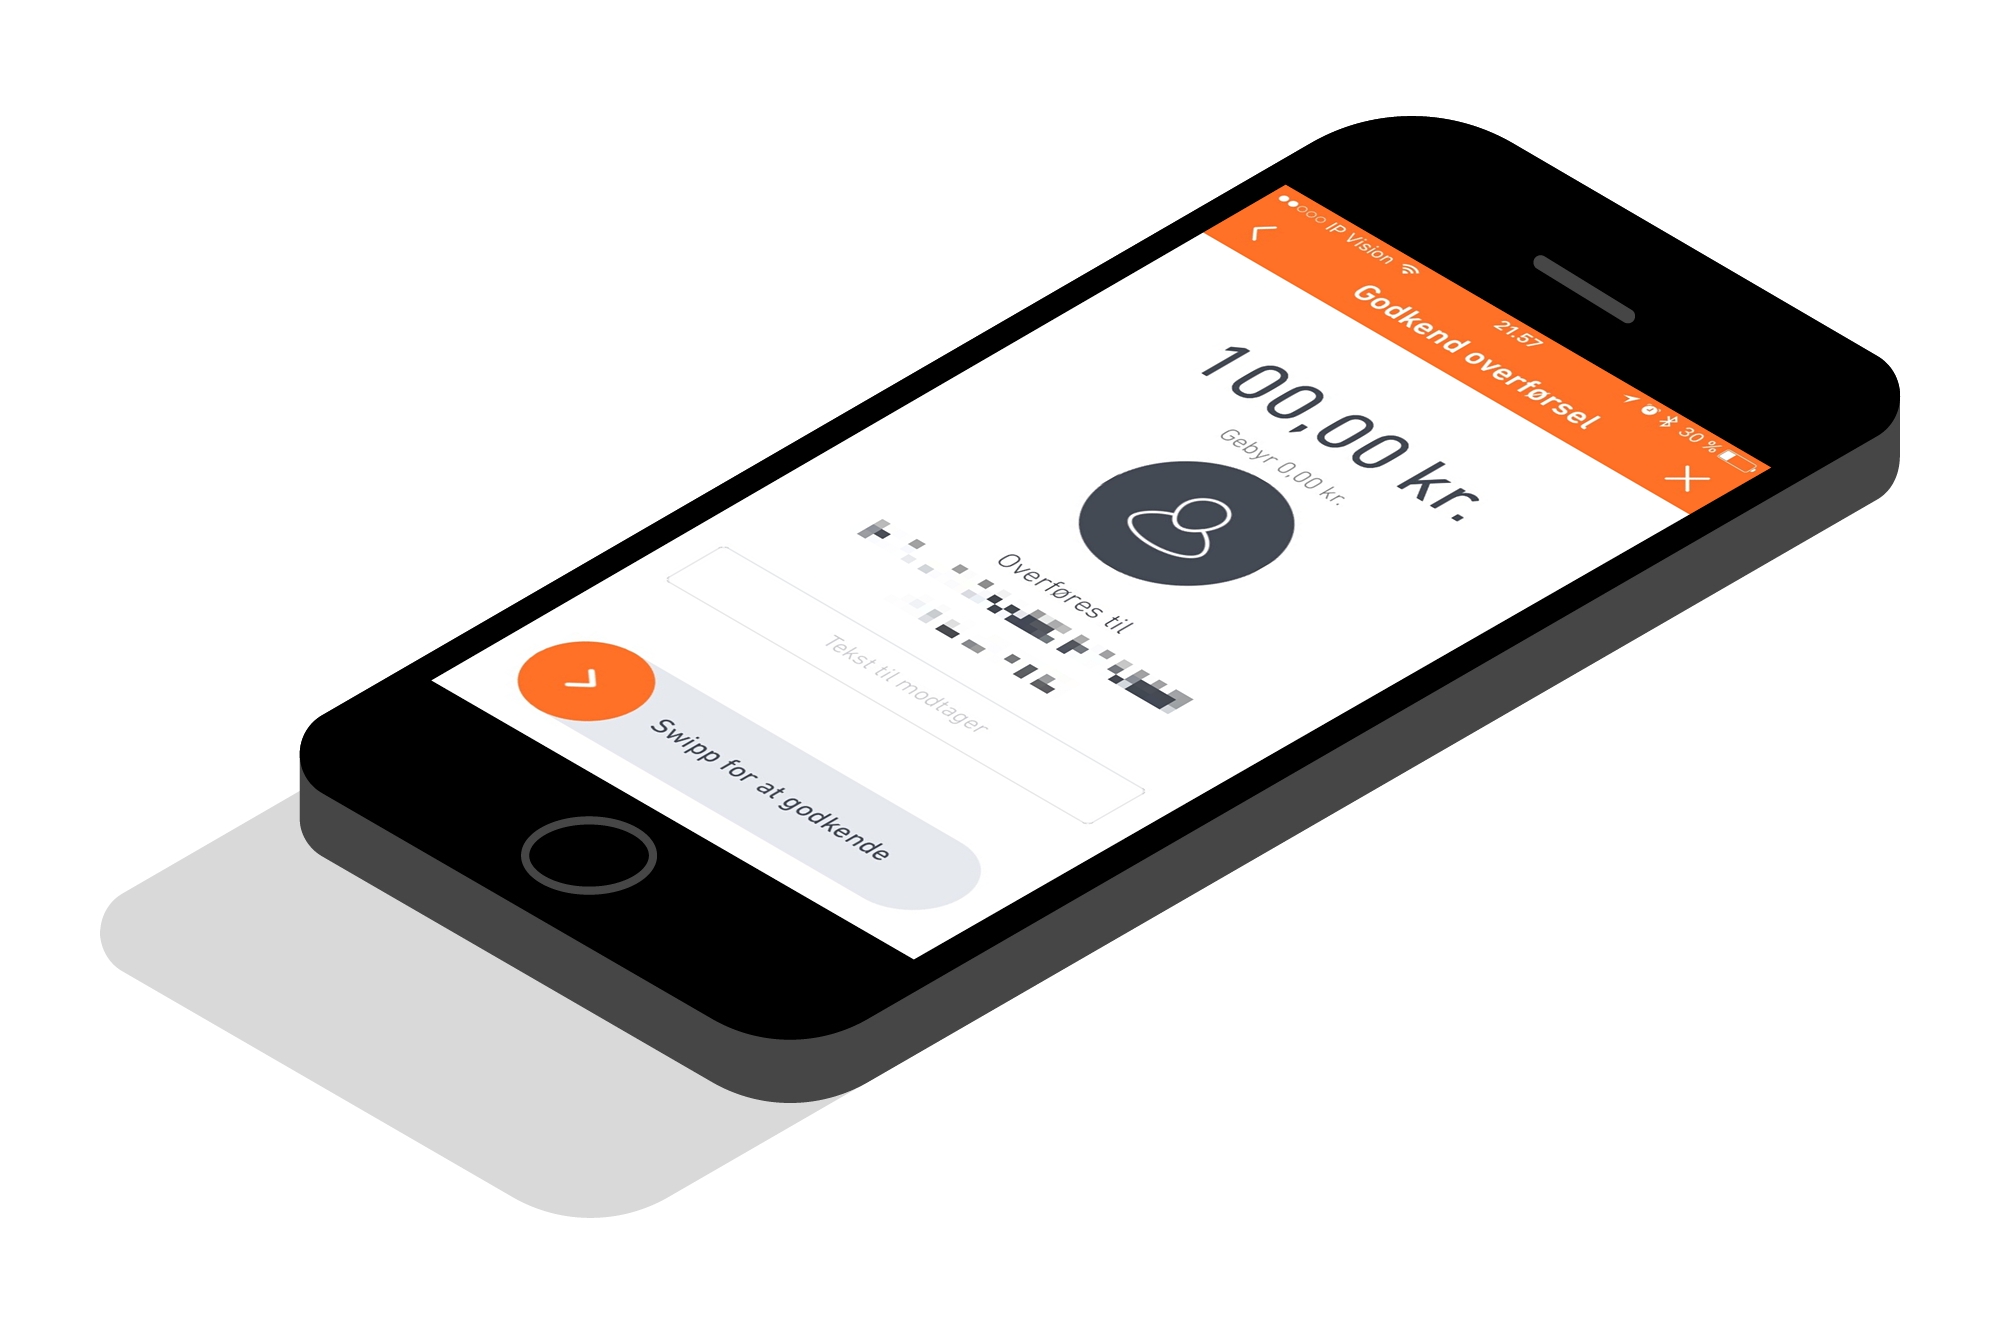 IP Vision 21.57 30 %
Godkend overførsel
100,00 kr.
Gebyr 0,00 kr.
Overføres til
Tekst til modtager
Swipp for at godkende